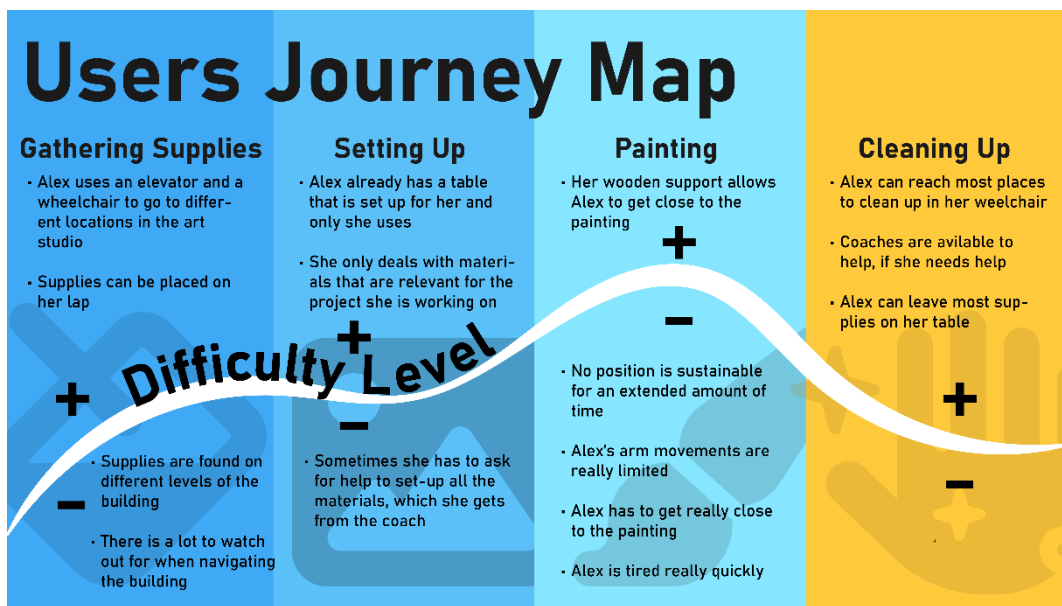 Users Journey Map
Gathering Supplies
· Alex uses an elevator and a
wheelchair to go to differ-
ent locations in the art
studio
· Supplies can be placed on
her lap
+
−
· Supplies are found on
different levels of the
building
· There is a lot to watch
out for when navigating
the building
Difficulty Level
Setting Up
· Alex already has a table
that is set up for her and
only she uses
· She only deals with materi-
als that are relevant for the
project she is working on
+
−
· Sometimes she has to ask
for help to set-up all the
materials, which she gets
from the coach
Painting
· Her wooden support allows
Alex to get close to the
painting
+
−
· No position is sustainable
for an extended amount of
time
· Alex's arm movements are
really limited
· Alex has to get really close
to the painting
· Alex is tired really quickly
Cleaning Up
· Alex can reach most places
to clean up in her weelchair
· Coaches are avilable to
help, if she needs help
· Alex can leave most sup-
plies on her table
+
−